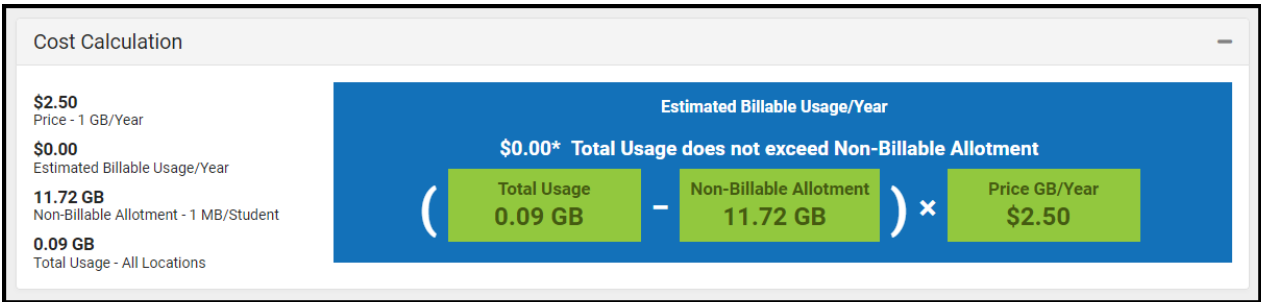 Cost Calculation
$2.50
Price - 1 GB/Year
$0.00
Estimated Billable Usage/Year
11.72 GB
Non-Billable Allotment - 1 MB/Student
0.09 GB
Total Usage - All Locations
Estimated Billable Usage/Year
$0.00* Total Usage does not exceed Non-Billable Allotment
( Total Usage − Non-Billable Allotment ) × Price GB/Year
0.09 GB 11.72 GB $2.50